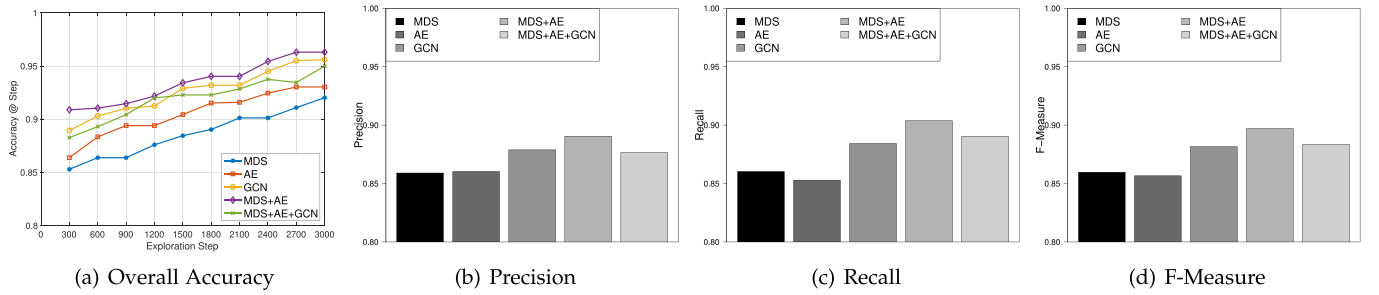 1
0.95
0.9
0.85
0.8
Accuracy @ Step
0 300 600 900 1200 1500 1800 2100 2400 2700 3000
Exploration Step
MDS
AE
GCN
MDS+AE
MDS+AE+GCN
(a) Overall Accuracy
1.00
0.95
0.90
0.85
0.80
Precision
MDS
AE
GCN
MDS+AE
MDS+AE+GCN
(b) Precision
1.00
0.95
0.90
0.85
0.80
Recall
MDS
AE
GCN
MDS+AE
MDS+AE+GCN
(c) Recall
1.00
0.95
0.90
0.85
0.80
F−Measure
MDS
AE
GCN
MDS+AE
MDS+AE+GCN
(d) F-Measure